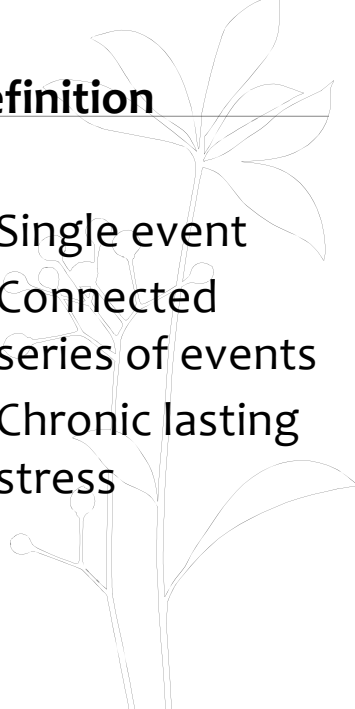 efinition
Single event
Connected
series of events
Chronic lasting
stress